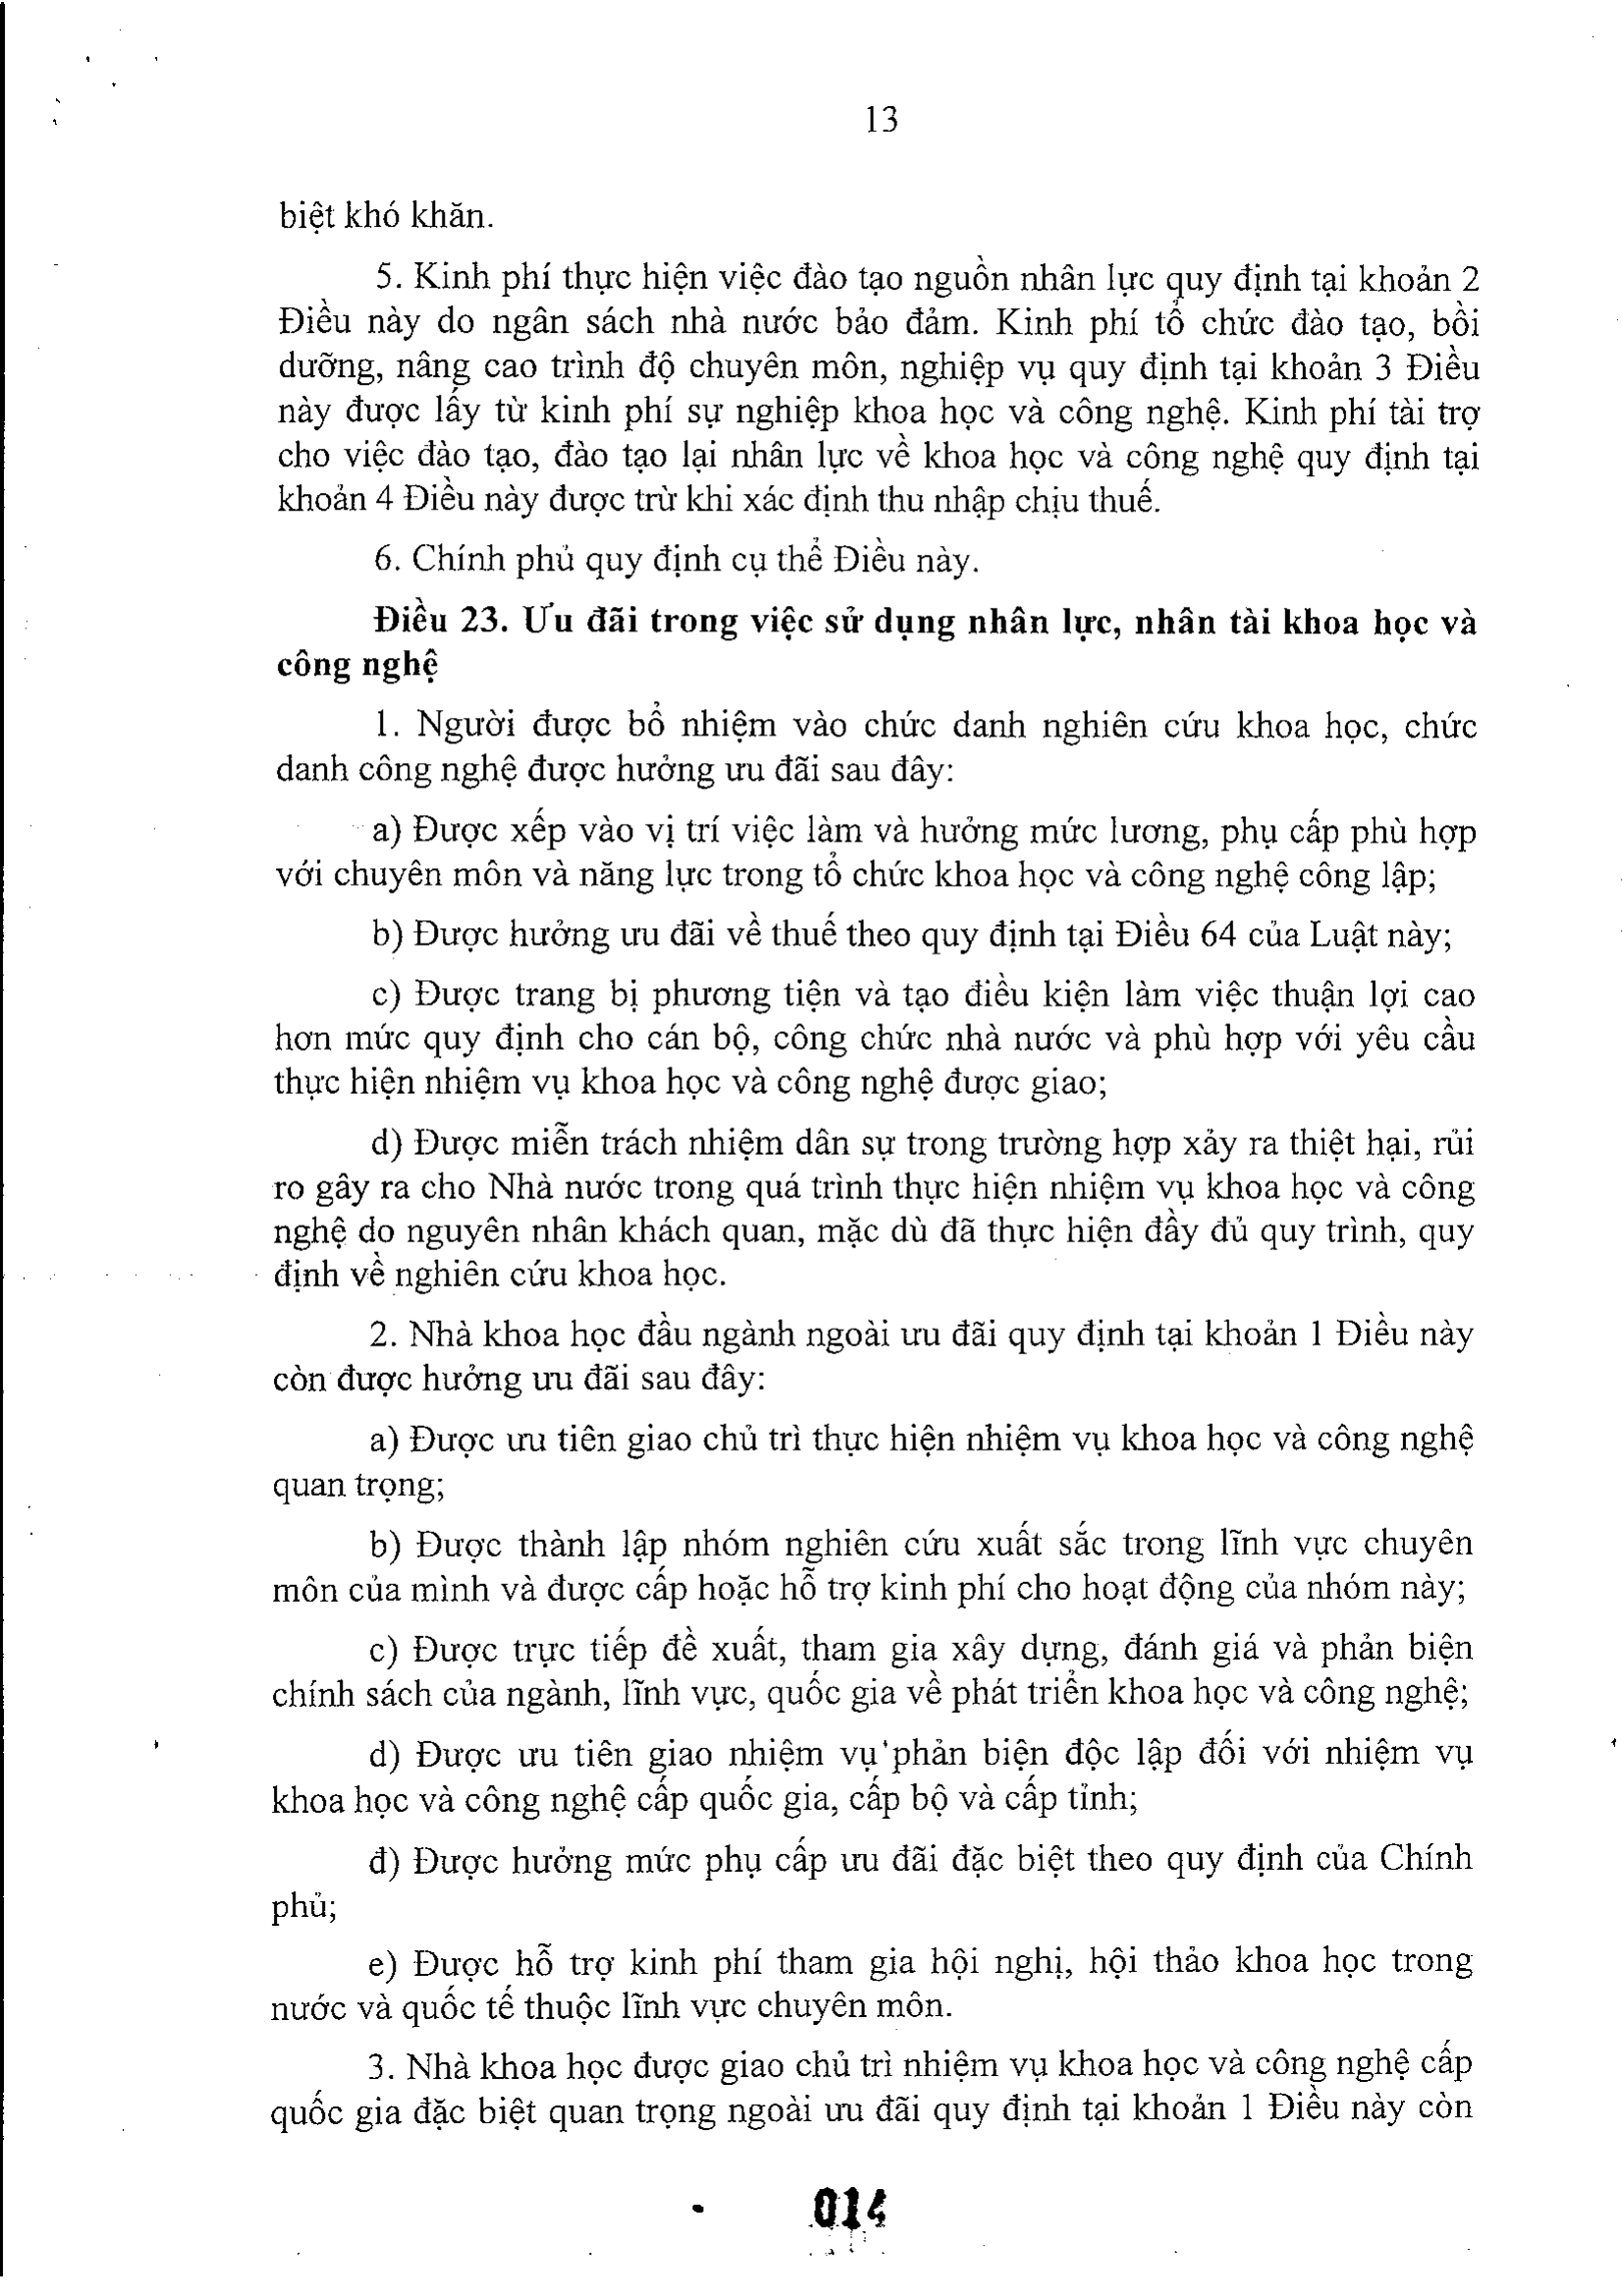 13
biệt khó khăn.
5. Kinh phí thực hiện việc đào tạo nguồn nhân lực quy định tại khoản 2
Điều này do ngân sách nhà nước bảo đảm. Kinh phí tổ chức đào tạo, bồi
dưỡng, nâng cao trình độ chuyên môn, nghiệp vụ quy định tại khoản 3 Điều
này được lấy từ kinh phí sự nghiệp khoa học và công nghệ. Kinh phí tài trợ
cho việc đào tạo, đào tạo lại nhân lực về khoa học và công nghệ quy định tại
khoản 4 Điều này được trừ khi xác định thu nhập chịu thuế.
6. Chính phủ quy định cụ thể Điều này.
Điều 23. Ưu đãi trong việc sử dụng nhân lực, nhân tài khoa học và
công nghệ
1. Người được bổ nhiệm vào chức danh nghiên cứu khoa học, chức
danh công nghệ được hưởng ưu đãi sau đây:
a) Được xếp vào vị trí việc làm và hưởng mức lương, phụ cấp phù hợp
với chuyên môn và năng lực trong tổ chức khoa học và công nghệ công lập;
b) Được hưởng ưu đãi về thuế theo quy định tại Điều 64 của Luật này;
c) Được trang bị phương tiện và tạo điều kiện làm việc thuận lợi cao
hơn mức quy định cho cán bộ, công chức nhà nước và phù hợp với yêu cầu
thực hiện nhiệm vụ khoa học và công nghệ được giao;
d) Được miễn trách nhiệm dân sự trong trường hợp xảy ra thiệt hại, rủi
ro gây ra cho Nhà nước trong quá trình thực hiện nhiệm vụ khoa học và công
nghệ do nguyên nhân khách quan, mặc dù đã thực hiện đầy đủ quy trình, quy
định về nghiên cứu khoa học.
2. Nhà khoa học đầu ngành ngoài ưu đãi quy định tại khoản 1 Điều này
còn được hưởng ưu đãi sau đây:
a) Được ưu tiên giao chủ trì thực hiện nhiệm vụ khoa học và công nghệ
quan trọng;
b) Được thành lập nhóm nghiên cứu xuất sắc trong lĩnh vực chuyên
môn của mình và được cấp hoặc hỗ trợ kinh phí cho hoạt động của nhóm này;
c) Được trực tiếp đề xuất, tham gia xây dựng, đánh giá và phản biện
chính sách của ngành, lĩnh vực, quốc gia về phát triển khoa học và công nghệ;
d) Được ưu tiên giao nhiệm vụ phản biện độc lập đối với nhiệm vụ
khoa học và công nghệ cấp quốc gia, cấp bộ và cấp tỉnh;
đ) Được hưởng mức phụ cấp ưu đãi đặc biệt theo quy định của Chính
phủ;
e) Được hỗ trợ kinh phí tham gia hội nghị, hội thảo khoa học trong
nước và quốc tế thuộc lĩnh vực chuyên môn.
3. Nhà khoa học được giao chủ trì nhiệm vụ khoa học và công nghệ cấp
quốc gia đặc biệt quan trọng ngoài ưu đãi quy định tại khoản 1 Điều này còn
014